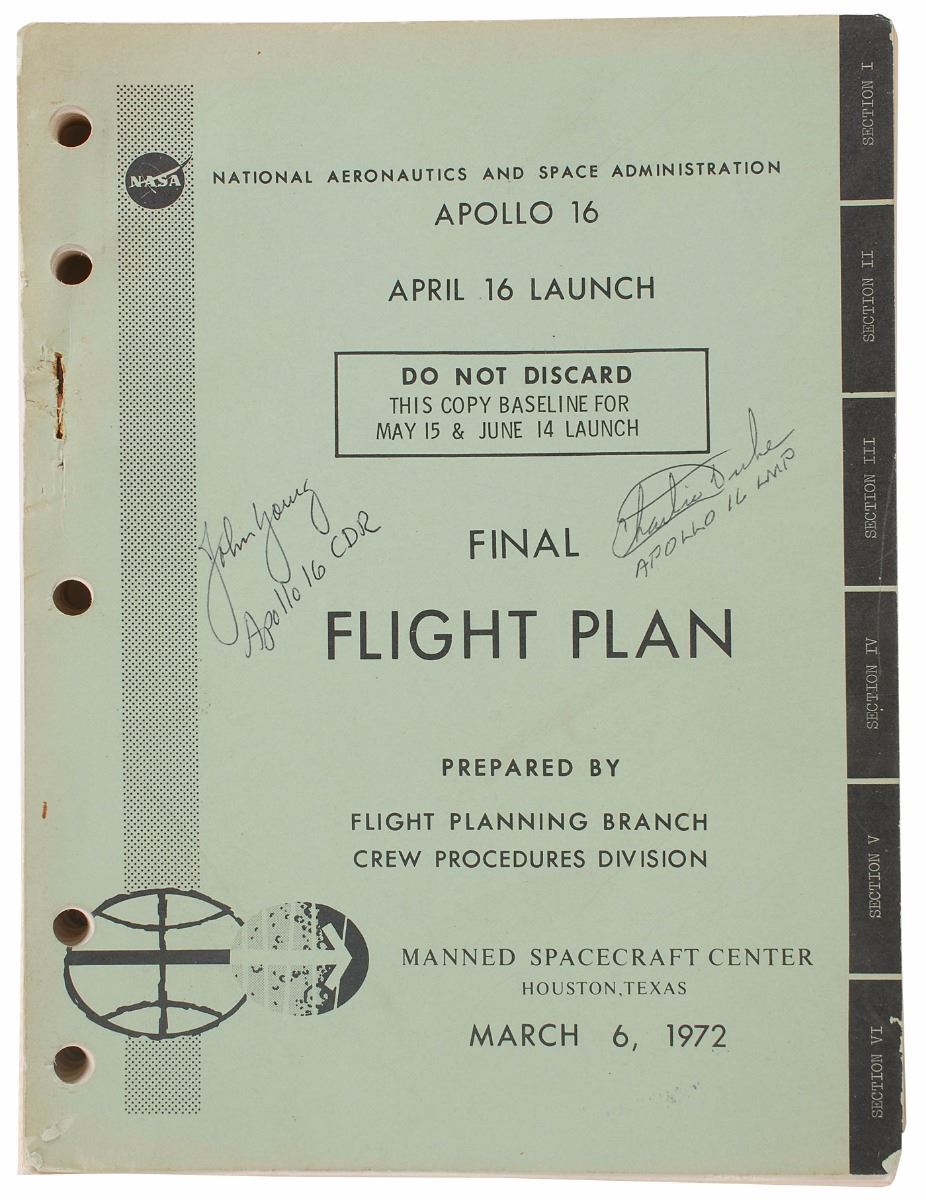 NASA
NATIONAL AERONAUTICS AND SPACE ADMINISTRATION
APOLLO 16
APRIL 16 LAUNCH
DO NOT DISCARD
THIS COPY BASELINE FOR
MAY 15 & JUNE 14 LAUNCH
John Young
Apollo 16 CDR
Charlie Duke
APOLLO 16 LMP
FINAL
FLIGHT PLAN
PREPARED BY
FLIGHT PLANNING BRANCH
CREW PROCEDURES DIVISION
MANNED SPACECRAFT CENTER
HOUSTON, TEXAS
MARCH 6, 1972
SECTION I
SECTION II
SECTION III
SECTION IV
SECTION V
SECTION VI